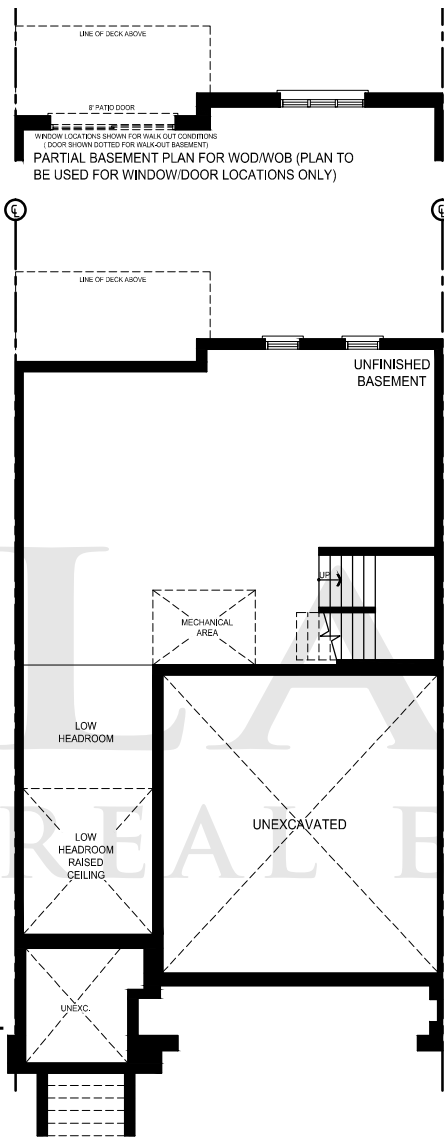 LINE OF DECK ABOVE
8' PATIO DOOR
WINDOW LOCATIONS SHOWN FOR WALK OUT CONDITIONS
( DOOR SHOWN DOTTED FOR WALK-OUT BASEMENT)
PARTIAL BASEMENT PLAN FOR WOD/WOB (PLAN TO
BE USED FOR WINDOW/DOOR LOCATIONS ONLY)
LINE OF DECK ABOVE
UNFINISHED
BASEMENT
UP
MECHANICAL
AREA
LOW
HEADROOM
LOW
HEADROOM
RAISED
CEILING
UNEXCAVATED
UNEXC.
LA
REAL